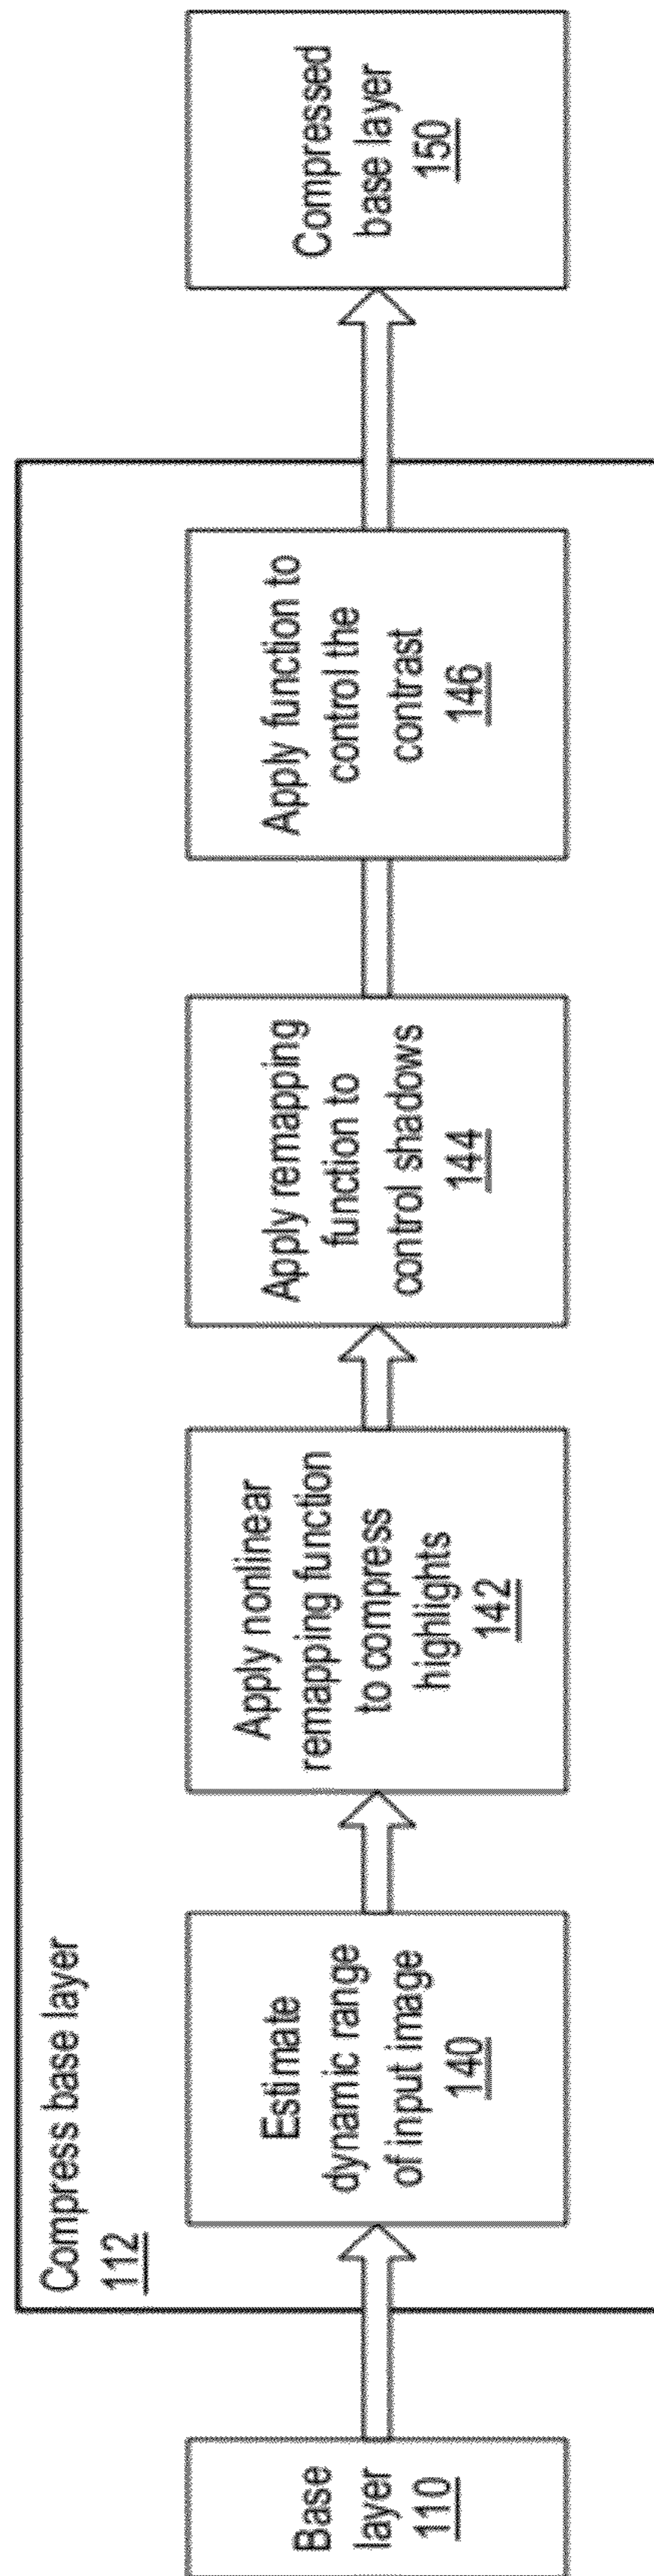 Compress base layer
112
Base
layer
110
Estimate
dynamic range
of input image
140
Apply nonlinear
remapping function
to compress
highlights
142
Apply remapping
function to
control shadows
144
Apply function to
control the
contrast
146
Compressed
base layer
150